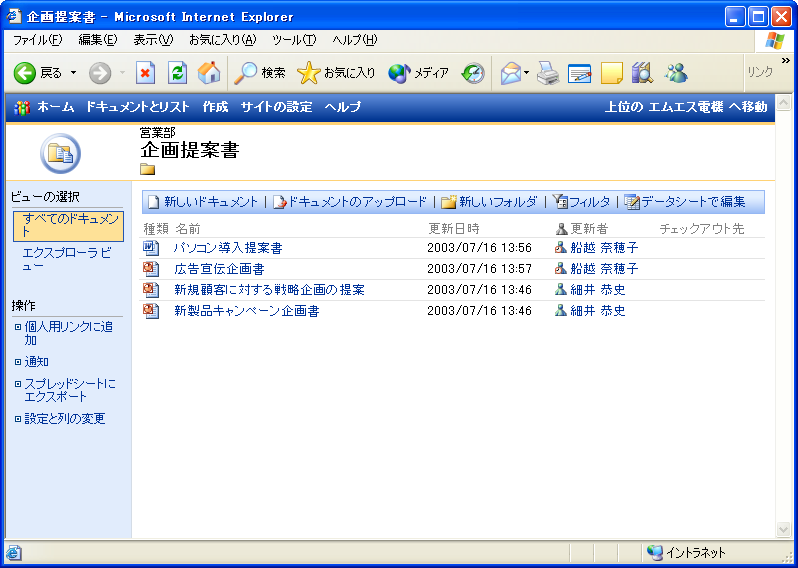 企画提案書 - Microsoft Internet Explorer
ファイル(F) 編集(E) 表示(V) お気に入り(A) ツール(T) ヘルプ(H)
戻る 検索 お気に入り メディア リンク »
ホーム ドキュメントとリスト 作成 サイトの設定 ヘルプ 上位の エムエス電機 へ移動
営業部
企画提案書
ビューの選択
すべてのドキュメン
ト
エクスプローラ ビ
ュー
操作
個人用リンクに追
加
通知
スプレッドシートに
エクスポート
設定と列の変更
新しいドキュメント | ドキュメントのアップロード | 新しいフォルダ | フィルタ | データシートで編集
種類 名前 更新日時 更新者 チェックアウト先
パソコン導入提案書 2003/07/16 13:56 船越 奈穂子
広告宣伝企画書 2003/07/16 13:57 船越 奈穂子
新規顧客に対する戦略企画の提案 2003/07/16 13:46 細井 恭史
新製品キャンペーン企画書 2003/07/16 13:46 細井 恭史
イントラネット